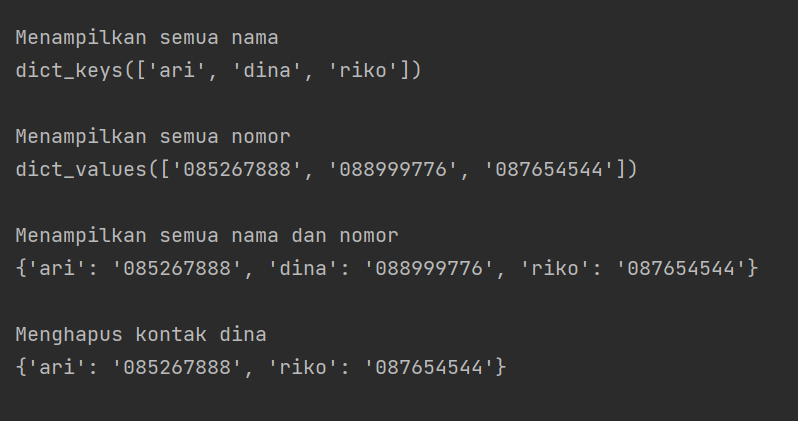 Menampilkan semua nama
dict_keys(['ari', 'dina', 'riko'])
Menampilkan semua nomor
dict_values(['085267888', '088999776', '087654544'])
Menampilkan semua nama dan nomor
{'ari': '085267888', 'dina': '088999776', 'riko': '087654544'}
Menghapus kontak dina
{'ari': '085267888', 'riko': '087654544'}